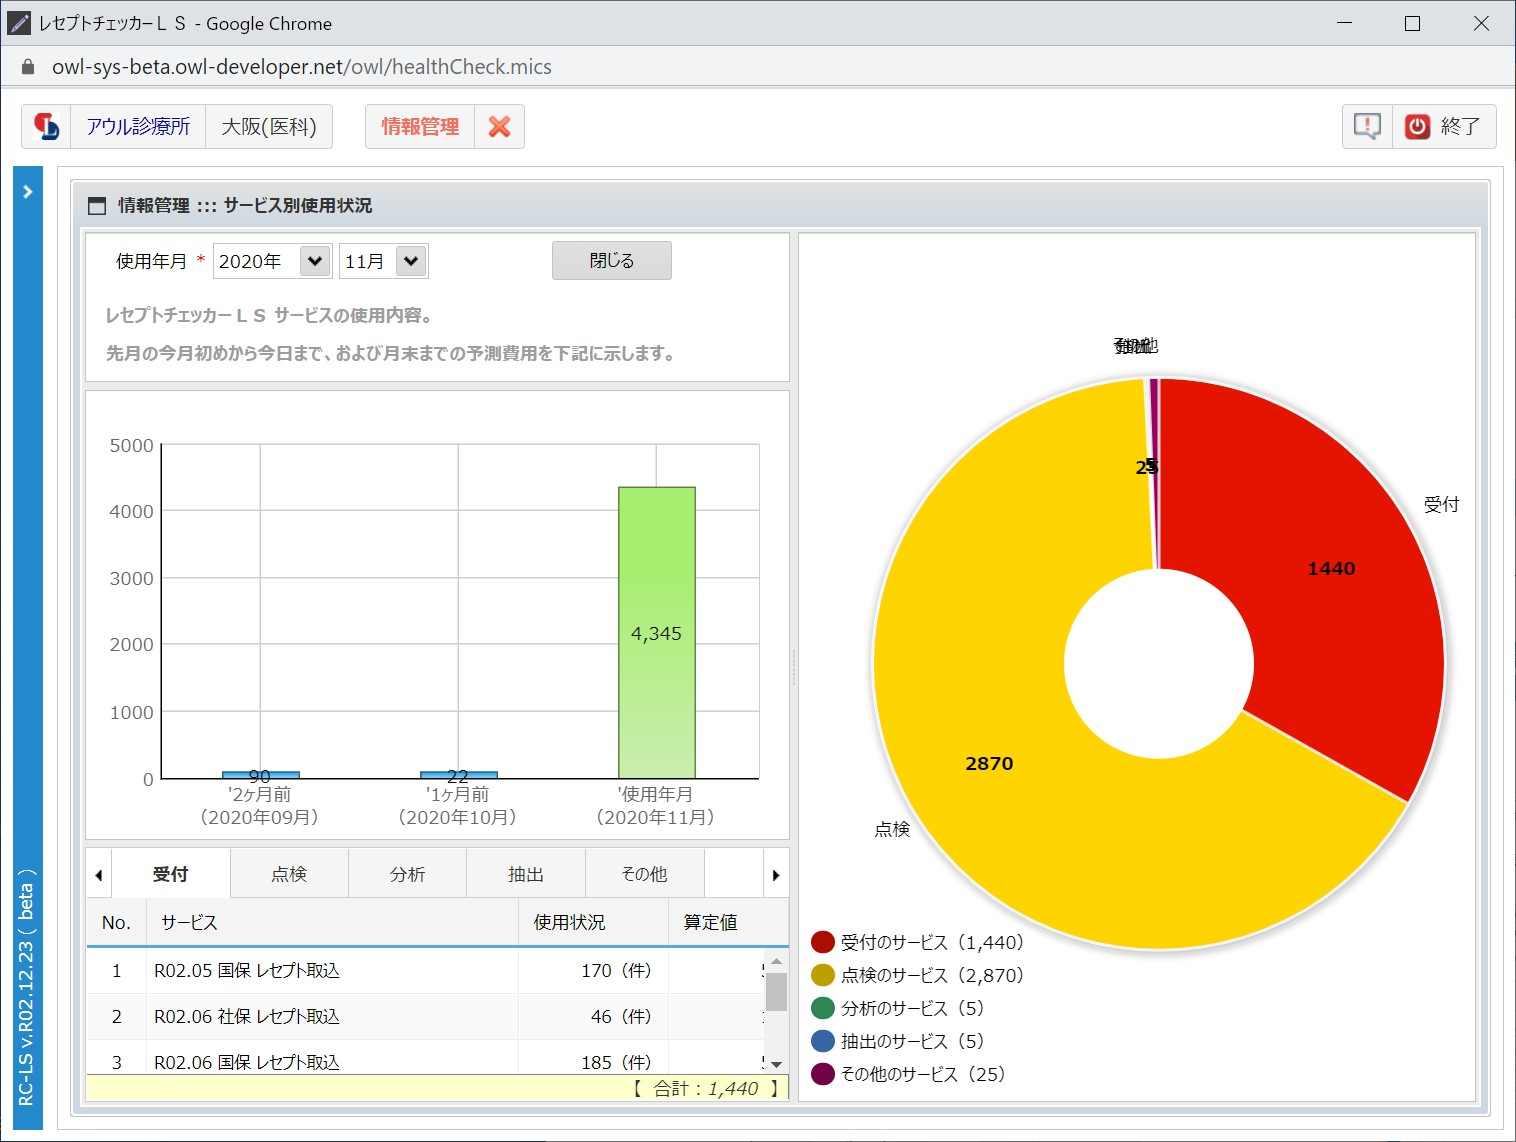 レセプトチェッカーＬＳ - Google Chrome
owl-sys-beta.owl-developer.net/owl/healthCheck.mics
アウル診療所 大阪(医科) 情報管理 終了
情報管理 ::: サービス別使用状況
使用年月 * 2020年 11月 閉じる
レセプトチェッカーＬＳ サービスの使用内容。
先月の今月初めから今日まで、および月末までの予測費用を下記に示します。
5000
4000
3000
2000
1000
0
90
22
4,345
'2ヶ月前
（2020年09月）
'1ヶ月前
（2020年10月）
'使用年月
（2020年11月）
受付 点検 分析 抽出 その他
No. サービス 使用状況 算定値
1 R02.05 国保 レセプト取込 170（件）
2 R02.06 社保 レセプト取込 46（件）
3 R02.06 国保 レセプト取込 185（件）
【 合計：1,440 】
その他
25
受付
1440
2870
点検
受付のサービス（1,440）
点検のサービス（2,870）
分析のサービス（5）
抽出のサービス（5）
その他のサービス（25）
RC-LS v.R02.12.23 ( beta )